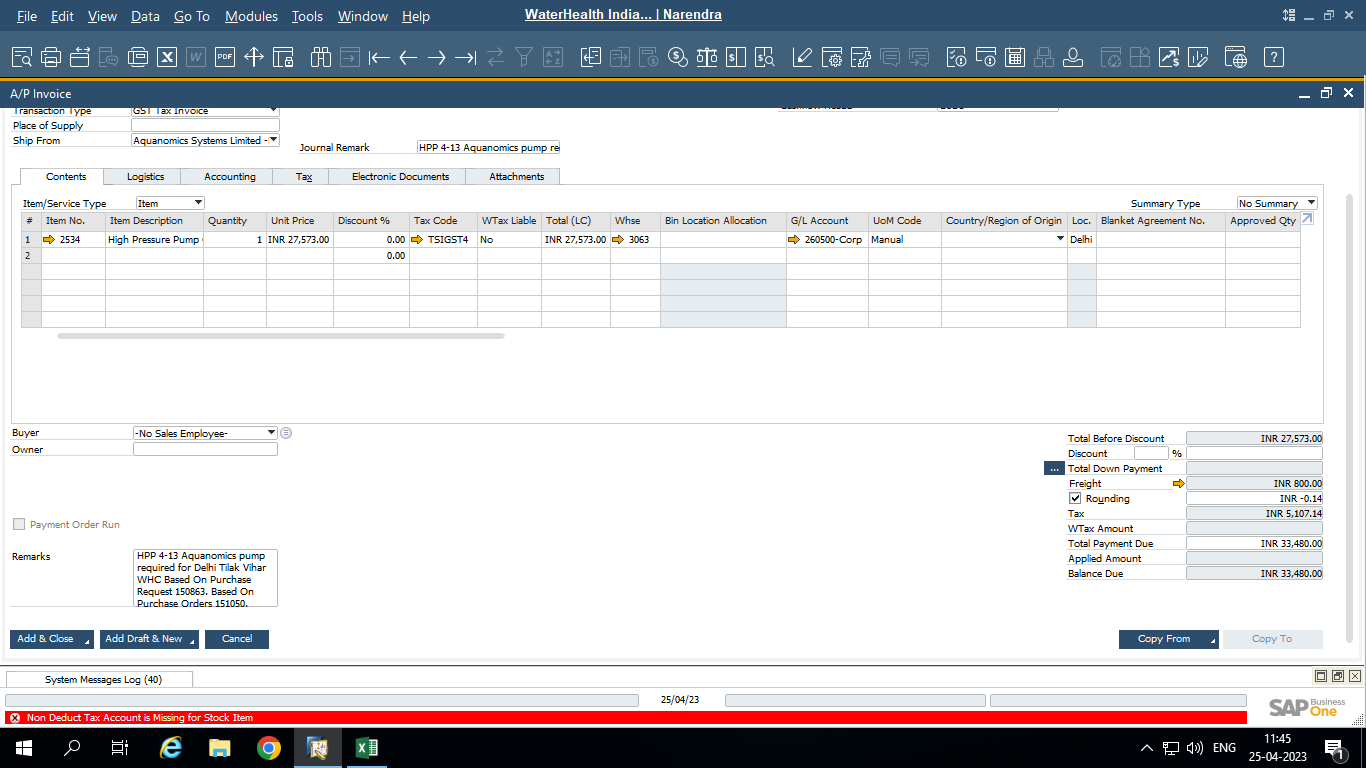 File Edit View Data Go To Modules Tools Window Help WaterHealth India... | Narendra
A/P Invoice
Transaction Type GST Tax Invoice
Place of Supply
Ship From Aquanomics Systems Limited -
Journal Remark HPP 4-13 Aquanomics pump re
Contents Logistics Accounting Tax Electronic Documents Attachments
Item/Service Type Item Summary Type No Summary
# Item No. Item Description Quantity Unit Price Discount % Tax Code WTax Liable Total (LC) Whse Bin Location Allocation G/L Account UoM Code Country/Region of Origin Loc. Blanket Agreement No. Approved Qty
1 2534 High Pressure Pump 1 INR 27,573.00 0.00 TSIGST4 No INR 27,573.00 3063 260500-Corp Manual Delhi
2 0.00
Buyer -No Sales Employee-
Owner
Total Before Discount INR 27,573.00
Discount %
... Total Down Payment
Freight INR 800.00
Rounding INR -0.14
Tax INR 5,107.14
WTax Amount
Total Payment Due INR 33,480.00
Applied Amount
Balance Due INR 33,480.00
Payment Order Run
Remarks
HPP 4-13 Aquanomics pump
required for Delhi Tilak Vihar
WHC Based On Purchase
Request 150863. Based On
Purchase Orders 151050.
Add & Close Add Draft & New Cancel Copy From Copy To
System Messages Log (40)
25/04/23
Non Deduct Tax Account is Missing for Stock Item
SAP Business One
ENG 11:45
25-04-2023 1